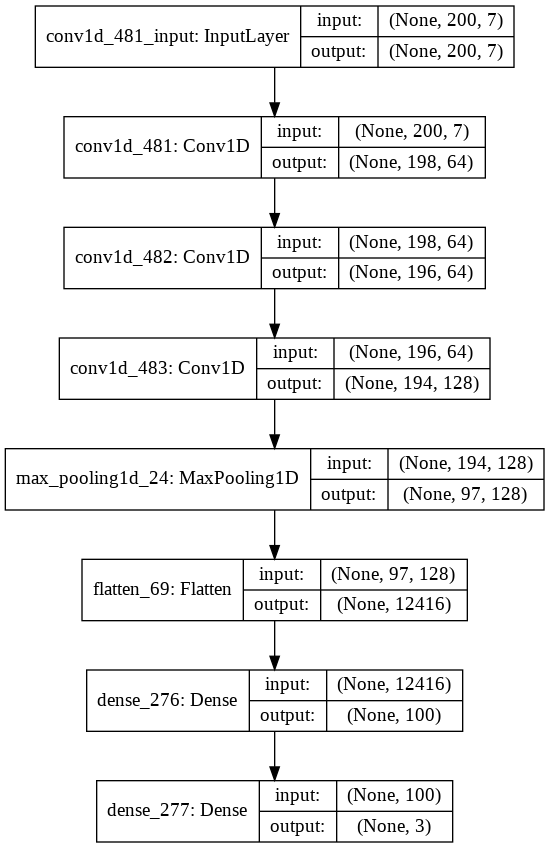 conv1d_481_input: InputLayer
input: (None, 200, 7)
output: (None, 200, 7)
conv1d_481: Conv1D
input: (None, 200, 7)
output: (None, 198, 64)
conv1d_482: Conv1D
input: (None, 198, 64)
output: (None, 196, 64)
conv1d_483: Conv1D
input: (None, 196, 64)
output: (None, 194, 128)
max_pooling1d_24: MaxPooling1D
input: (None, 194, 128)
output: (None, 97, 128)
flatten_69: Flatten
input: (None, 97, 128)
output: (None, 12416)
dense_276: Dense
input: (None, 12416)
output: (None, 100)
dense_277: Dense
input: (None, 100)
output: (None, 3)